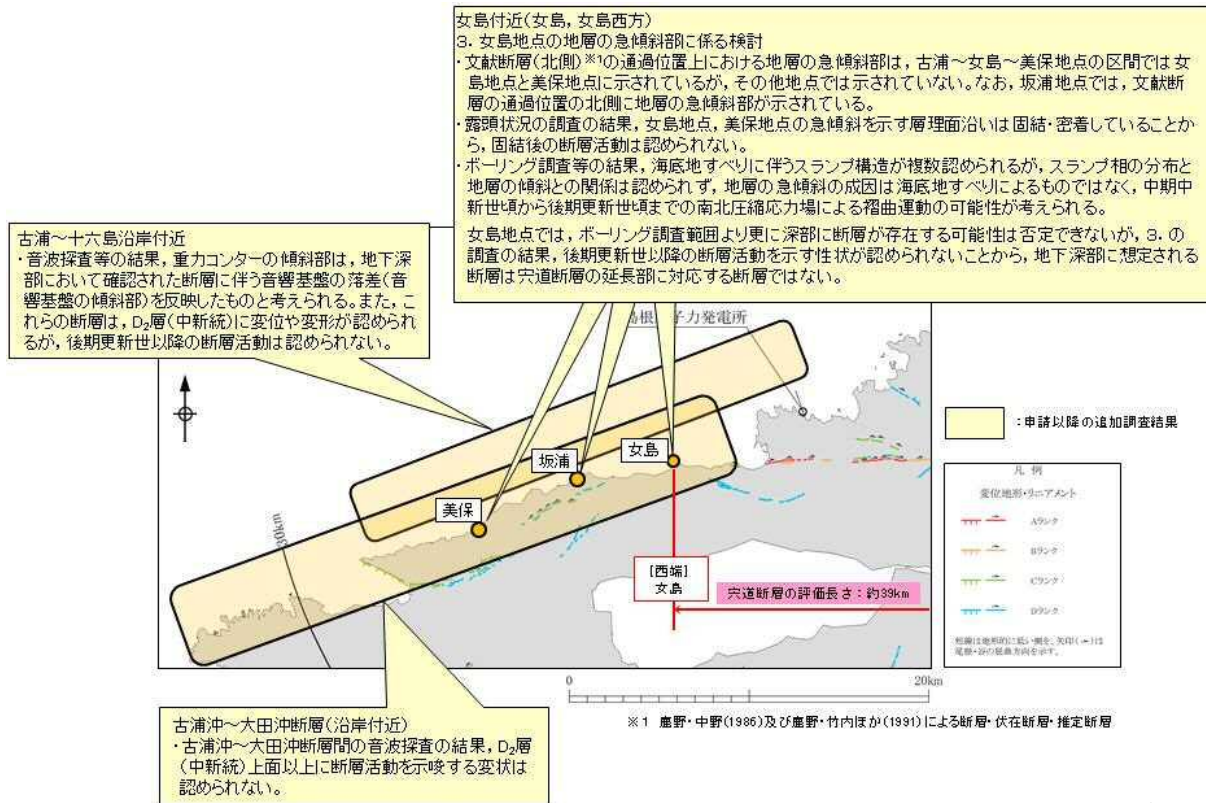 女島付近(女島，女島西方)
3．女島地点の地層の急傾斜部に係る検討
・文献断層(北側)※1の通過位置上における地層の急傾斜部は，古浦～女島～美保地点の区間では女
島地点と美保地点に示されているが，その他地点では示されていない。なお，坂浦地点では，文献断
層の通過位置の北側に地層の急傾斜部が示されている。
・露頭状況の調査の結果，女島地点，美保地点の急傾斜を示す層理面沿いは固結・密着していることか
ら，固結後の断層活動は認められない。
・ボーリング調査等の結果，海底地すべりに伴うスランプ構造が複数認められるが，スランプ相の分布と
地層の傾斜との関係は認められず，地層の急傾斜の成因は海底地すべりによるものではなく，中期中
新世頃から後期更新世頃までの南北圧縮応力場による褶曲運動の可能性が考えられる。
女島地点では，ボーリング調査範囲より更に深部に断層が存在する可能性は否定できないが，3．の
調査の結果，後期更新世以降の断層活動を示す性状が認められないことから，地下深部に想定される
断層は宍道断層の延長部に対応する断層ではない。
古浦～十六島沿岸付近
・音波探査等の結果，重力コンターの傾斜部は，地下深
部において確認された断層に伴う音響基盤の落差(音
響基盤の傾斜部)を反映したものと考えられる。また，こ
れらの断層は，D₂層(中新統)に変位や変形が認められ
るが，後期更新世以降の断層活動は認められない。
島根原子力発電所
：申請以降の追加調査結果
女島
坂浦
美保
30km
凡例
変位地形・リニアメント
Aランク
Bランク
Cランク
Dランク
短線は地形的に低い側を，矢印(→)は
尾根・谷の屈曲方向を示す。
[西端]
女島
宍道断層の評価長さ：約39km
0
20km
※1 鹿野・中野(1986)及び鹿野・竹内ほか(1991)による断層・伏在断層・推定断層
古浦沖～大田沖断層(沿岸付近)
・古浦沖～大田沖断層間の音波探査の結果，D₂層
(中新統)上面以上に断層活動を示唆する変状は
認められない。